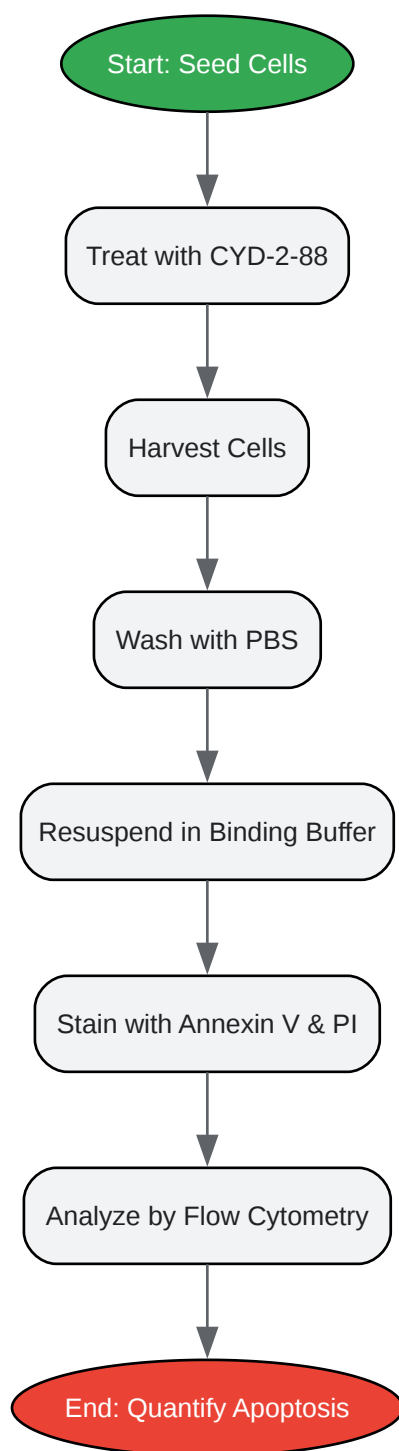 Start: Seed Cells
Treat with CYD-2-88
Harvest Cells
Wash with PBS
Resuspend in Binding Buffer
Stain with Annexin V & PI
Analyze by Flow Cytometry
End: Quantify Apoptosis